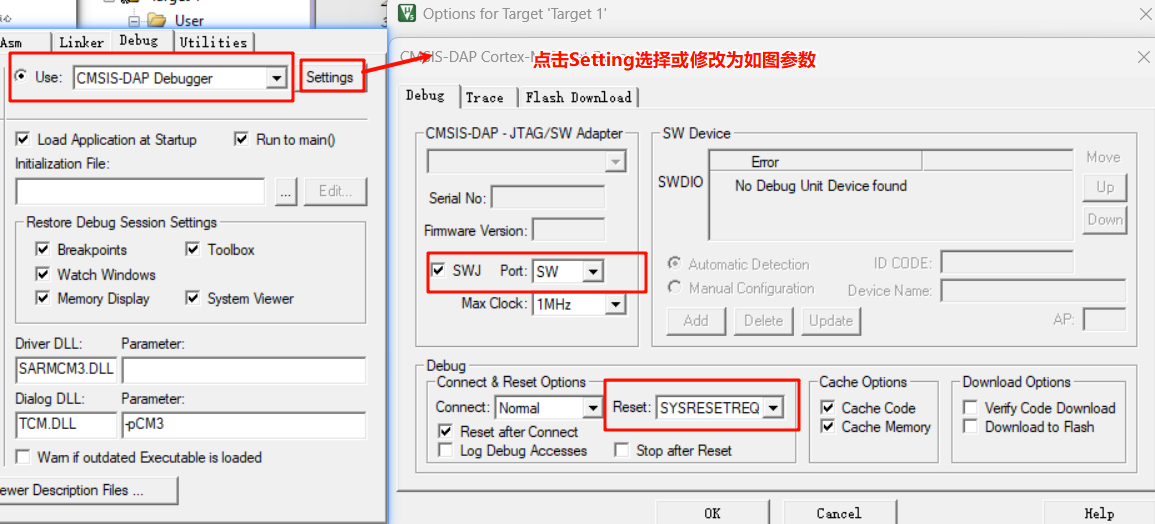 User
Options for Target 'Target 1'
Asm Linker Debug Utilities
Use: CMSIS-DAP Debugger Settings
点击Setting选择或修改为如图参数
Load Application at Startup Run to main()
Initialization File:
... Edit...
Restore Debug Session Settings
Breakpoints Toolbox
Watch Windows
Memory Display System Viewer
Driver DLL: Parameter:
SARMCM3.DLL
Dialog DLL: Parameter:
TCM.DLL -pCM3
Warn if outdated Executable is loaded
ewer Description Files ...
Debug Trace Flash Download
CMSIS-DAP - JTAG/SW Adapter
Serial No:
Firmware Version:
SWJ Port: SW
Max Clock: 1MHz
SW Device
Error
SWDIO No Debug Unit Device found
Move
Up
Down
Automatic Detection ID CODE:
Manual Configuration Device Name:
Add Delete Update AP:
Debug
Connect & Reset Options
Connect: Normal Reset: SYSRESETREQ
Reset after Connect
Log Debug Accesses Stop after Reset
Cache Options
Cache Code
Cache Memory
Download Options
Verify Code Download
Download to Flash
OK Cancel Help